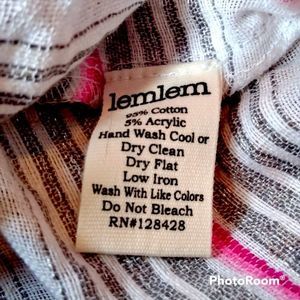 lemlem
95% Cotton
5% Acrylic
Hand Wash Cool or
Dry Clean
Dry Flat
Low Iron
Wash With Like Colors
Do Not Bleach
RN#128428
PhotoRoom